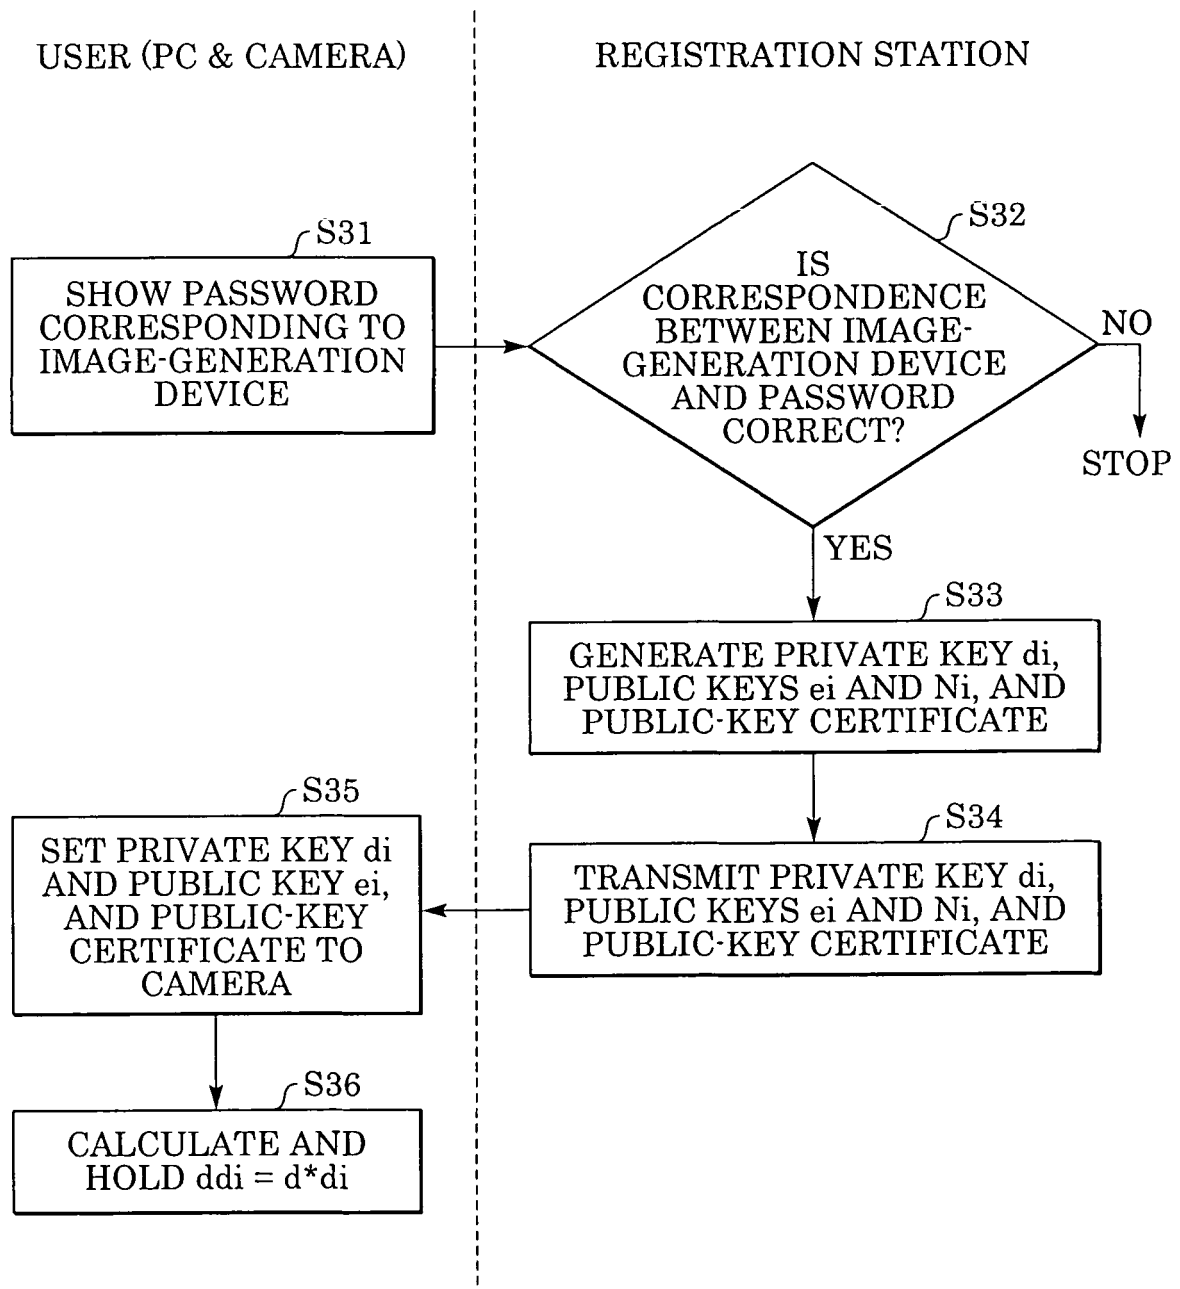 USER (PC & CAMERA)
REGISTRATION STATION
S31
SHOW PASSWORD
CORRESPONDING TO
IMAGE-GENERATION
DEVICE
S32
IS
CORRESPONDENCE
BETWEEN IMAGE-
GENERATION DEVICE
AND PASSWORD
CORRECT?
NO
STOP
YES
S33
GENERATE PRIVATE KEY di,
PUBLIC KEYS ei AND Ni, AND
PUBLIC-KEY CERTIFICATE
S34
TRANSMIT PRIVATE KEY di,
PUBLIC KEYS ei AND Ni, AND
PUBLIC-KEY CERTIFICATE
S35
SET PRIVATE KEY di
AND PUBLIC KEY ei,
AND PUBLIC-KEY
CERTIFICATE TO
CAMERA
S36
CALCULATE AND
HOLD ddi = d*di